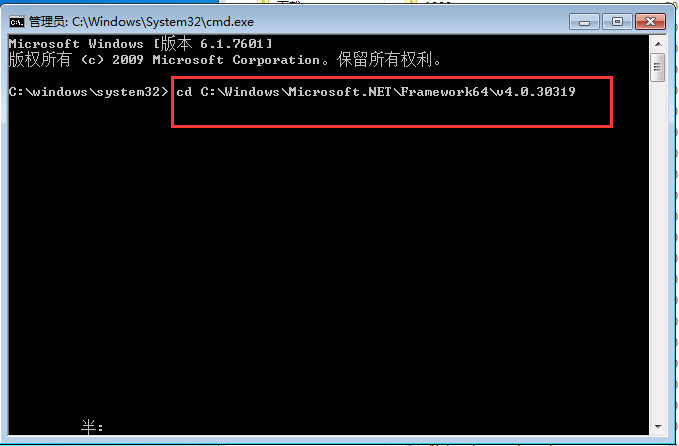 管理员: C:\Windows\System32\cmd.exe
Microsoft Windows [版本 6.1.7601]
版权所有 (c) 2009 Microsoft Corporation。保留所有权利。
C:\windows\system32> cd C:\Windows\Microsoft.NET\Framework64\v4.0.30319
半: